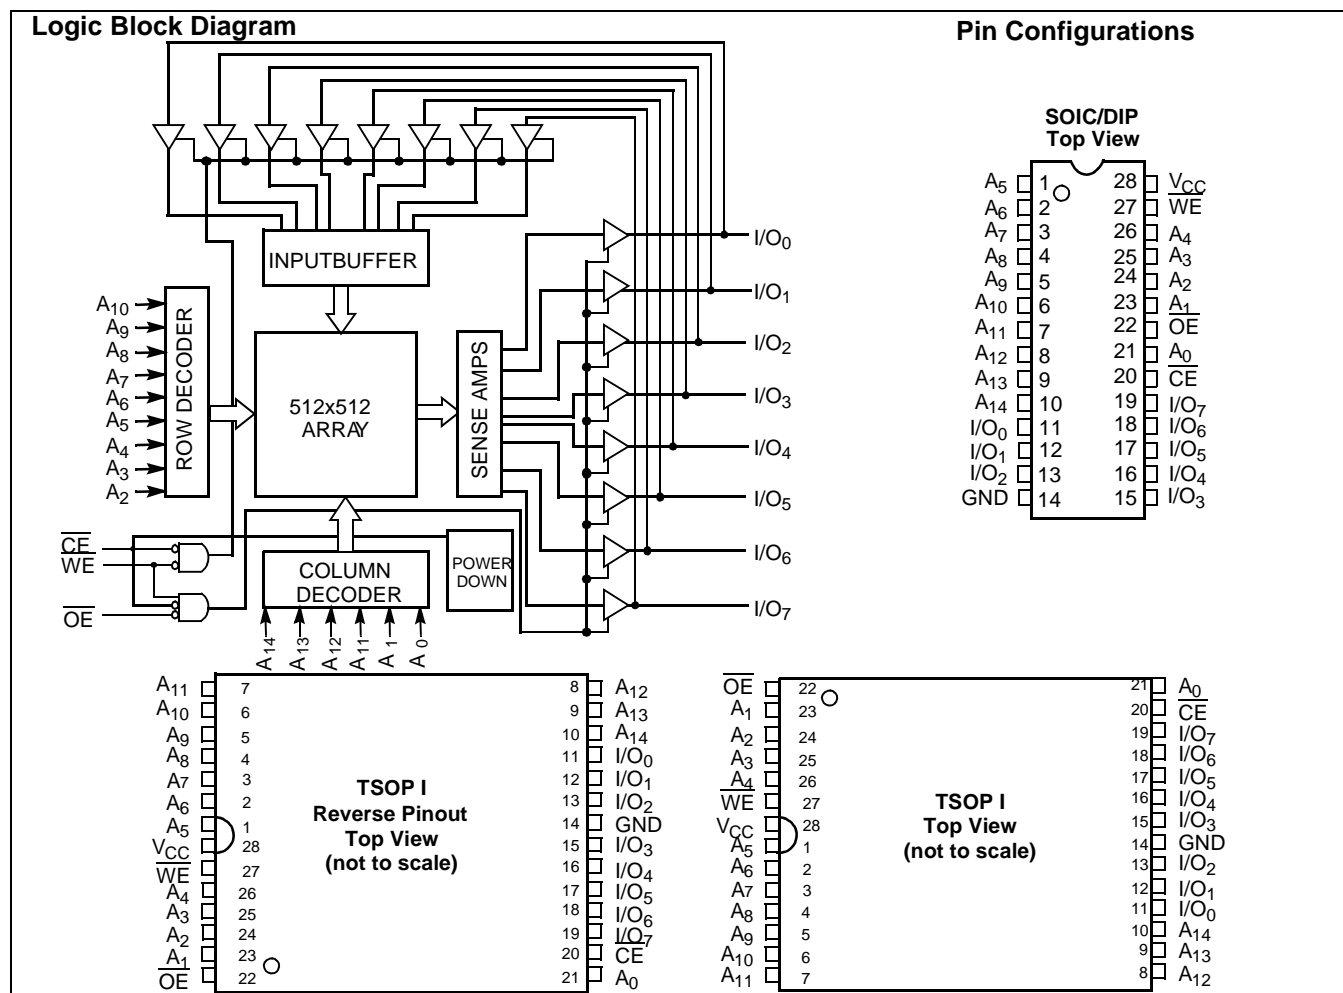 Logic Block Diagram
Pin Configurations
INPUTBUFFER
A10
A9
A8
A7
A6
A5
A4
A3
A2
ROW DECODER
512x512
ARRAY
SENSE AMPS
I/O0
I/O1
I/O2
I/O3
I/O4
I/O5
I/O6
I/O7
CE
WE
OE
COLUMN
DECODER
POWER
DOWN
A14
A13
A12
A11
A1
A0
SOIC/DIP
Top View
A5 1 28 VCC
A6 2 27 WE
A7 3 26 A4
A8 4 25 A3
A9 5 24 A2
A10 6 23 A1
A11 7 22 OE
A12 8 21 A0
A13 9 20 CE
A14 10 19 I/O7
I/O0 11 18 I/O6
I/O1 12 17 I/O5
I/O2 13 16 I/O4
GND 14 15 I/O3
A11 7 8 A12
A10 6 9 A13
A9 5 10 A14
A8 4 11 I/O0
A7 3 12 I/O1
A6 2 13 I/O2
A5 1 14 GND
VCC 28 15 I/O3
WE 27 16 I/O4
A4 26 17 I/O5
A3 25 18 I/O6
A2 24 19 I/O7
A1 23 20 CE
OE 22 21 A0
TSOP I
Reverse Pinout
Top View
(not to scale)
OE 22 21 A0
A1 23 20 CE
A2 24 19 I/O7
A3 25 18 I/O6
A4 26 17 I/O5
WE 27 16 I/O4
VCC 28 15 I/O3
A5 1 14 GND
A6 2 13 I/O2
A7 3 12 I/O1
A8 4 11 I/O0
A9 5 10 A14
A10 6 9 A13
A11 7 8 A12
TSOP I
Top View
(not to scale)